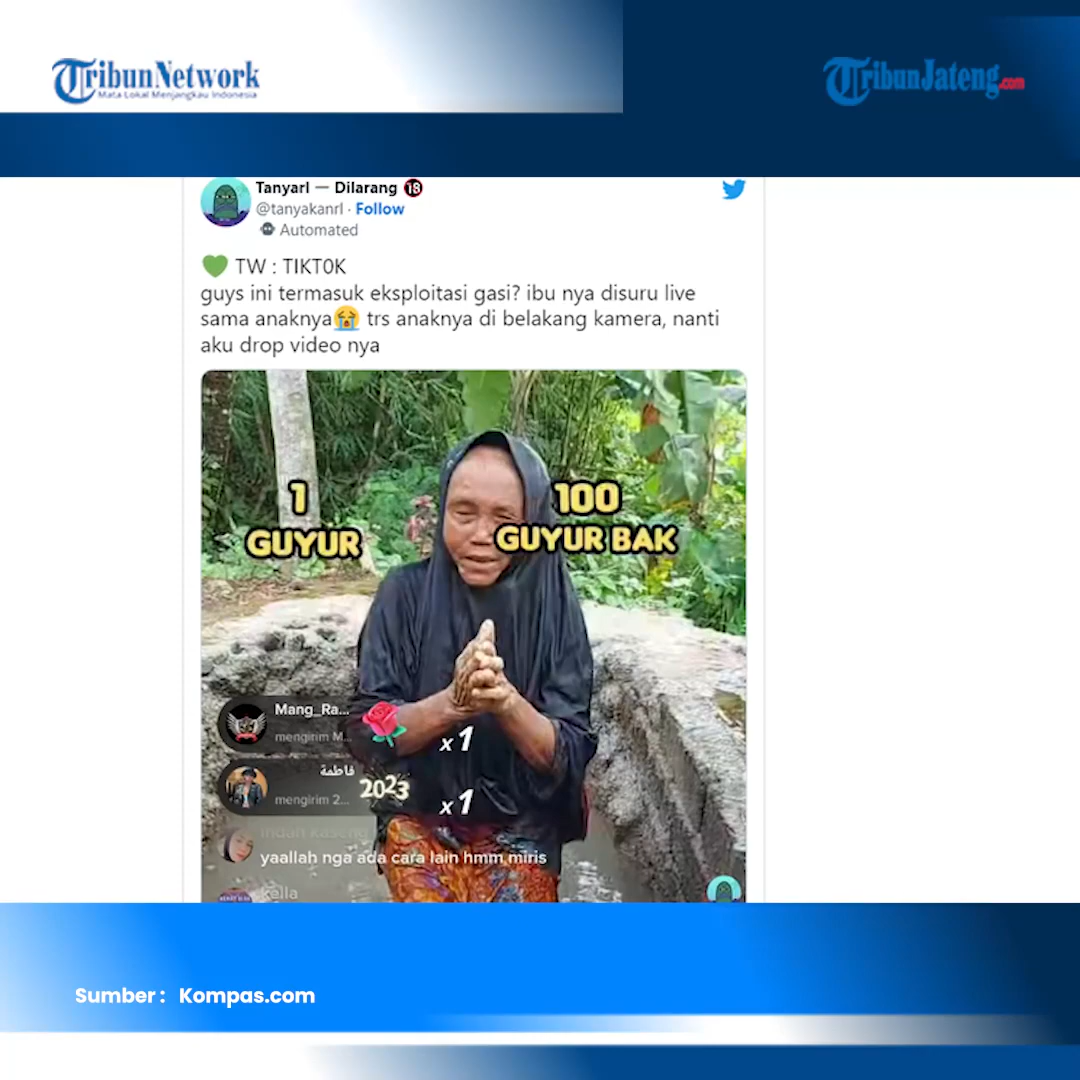 TribunNetwork
Mata Lokal Menjangkau Indonesia
TribunJateng.com
Tanyarl — Dilarang 🔞
@tanyakanrl · Follow
Automated
💚 TW : TIKT0K
guys ini termasuk eksploitasi gasi? ibu nya disuru live
sama anaknya😭 trs anaknya di belakang kamera, nanti
aku drop video nya
1
GUYUR
100
GUYUR BAK
Mang_Ra...
mengirim M...
x1
فاطمة
mengirim 2...
2023
x1
yaallah nga ada cara lain hmm miris
kella
Sumber : Kompas.com